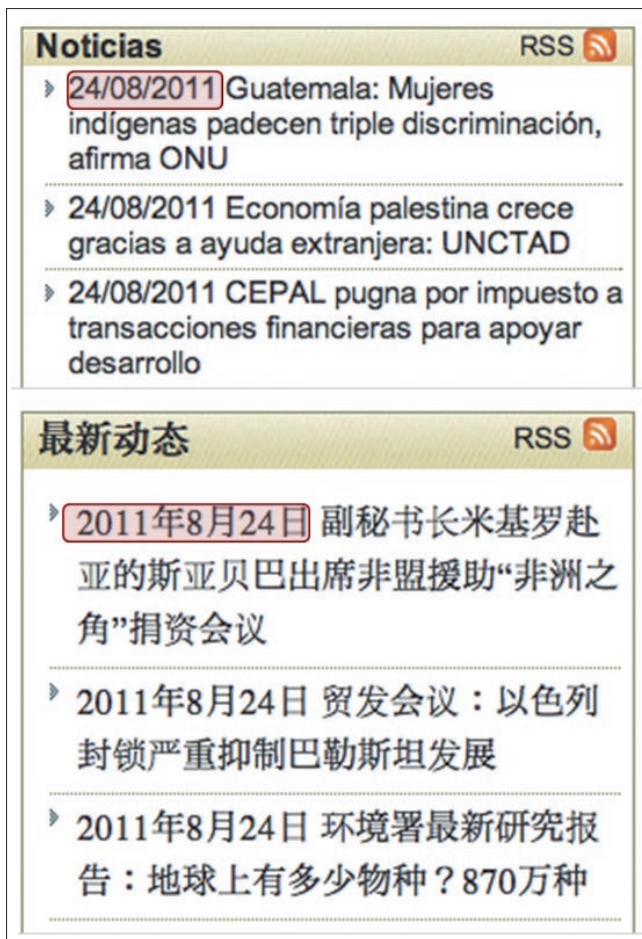 Noticias RSS
24/08/2011 Guatemala: Mujeres
indígenas padecen triple discriminación,
afirma ONU
24/08/2011 Economía palestina crece
gracias a ayuda extranjera: UNCTAD
24/08/2011 CEPAL pugna por impuesto a
transacciones financieras para apoyar
desarrollo
最新动态 RSS
2011年8月24日 副秘书长米基罗赴
亚的斯亚贝巴出席非盟援助“非洲之
角”捐资会议
2011年8月24日 贸发会议：以色列
封锁严重抑制巴勒斯坦发展
2011年8月24日 环境署最新研究报
告：地球上有多少物种？870万种